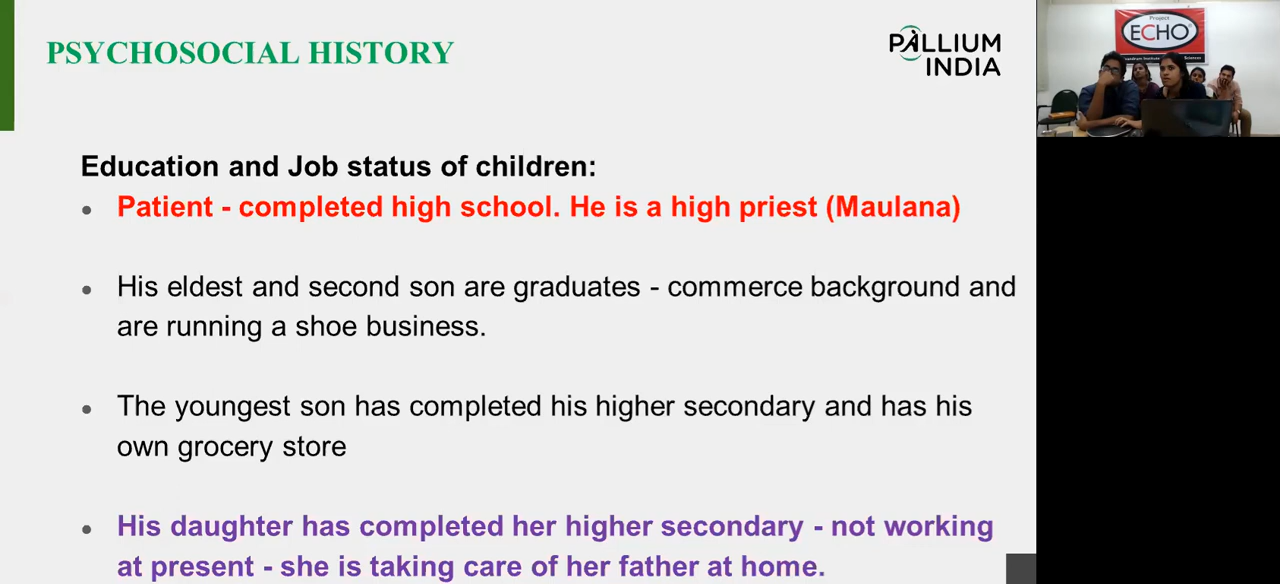 PSYCHOSOCIAL HISTORY
PALLIUM
INDIA
Project
ECHO
Education and Job status of children:
Patient - completed high school. He is a high priest (Maulana)
His eldest and second son are graduates - commerce background and
are running a shoe business.
The youngest son has completed his higher secondary and has his
own grocery store
His daughter has completed her higher secondary - not working
at present - she is taking care of her father at home.